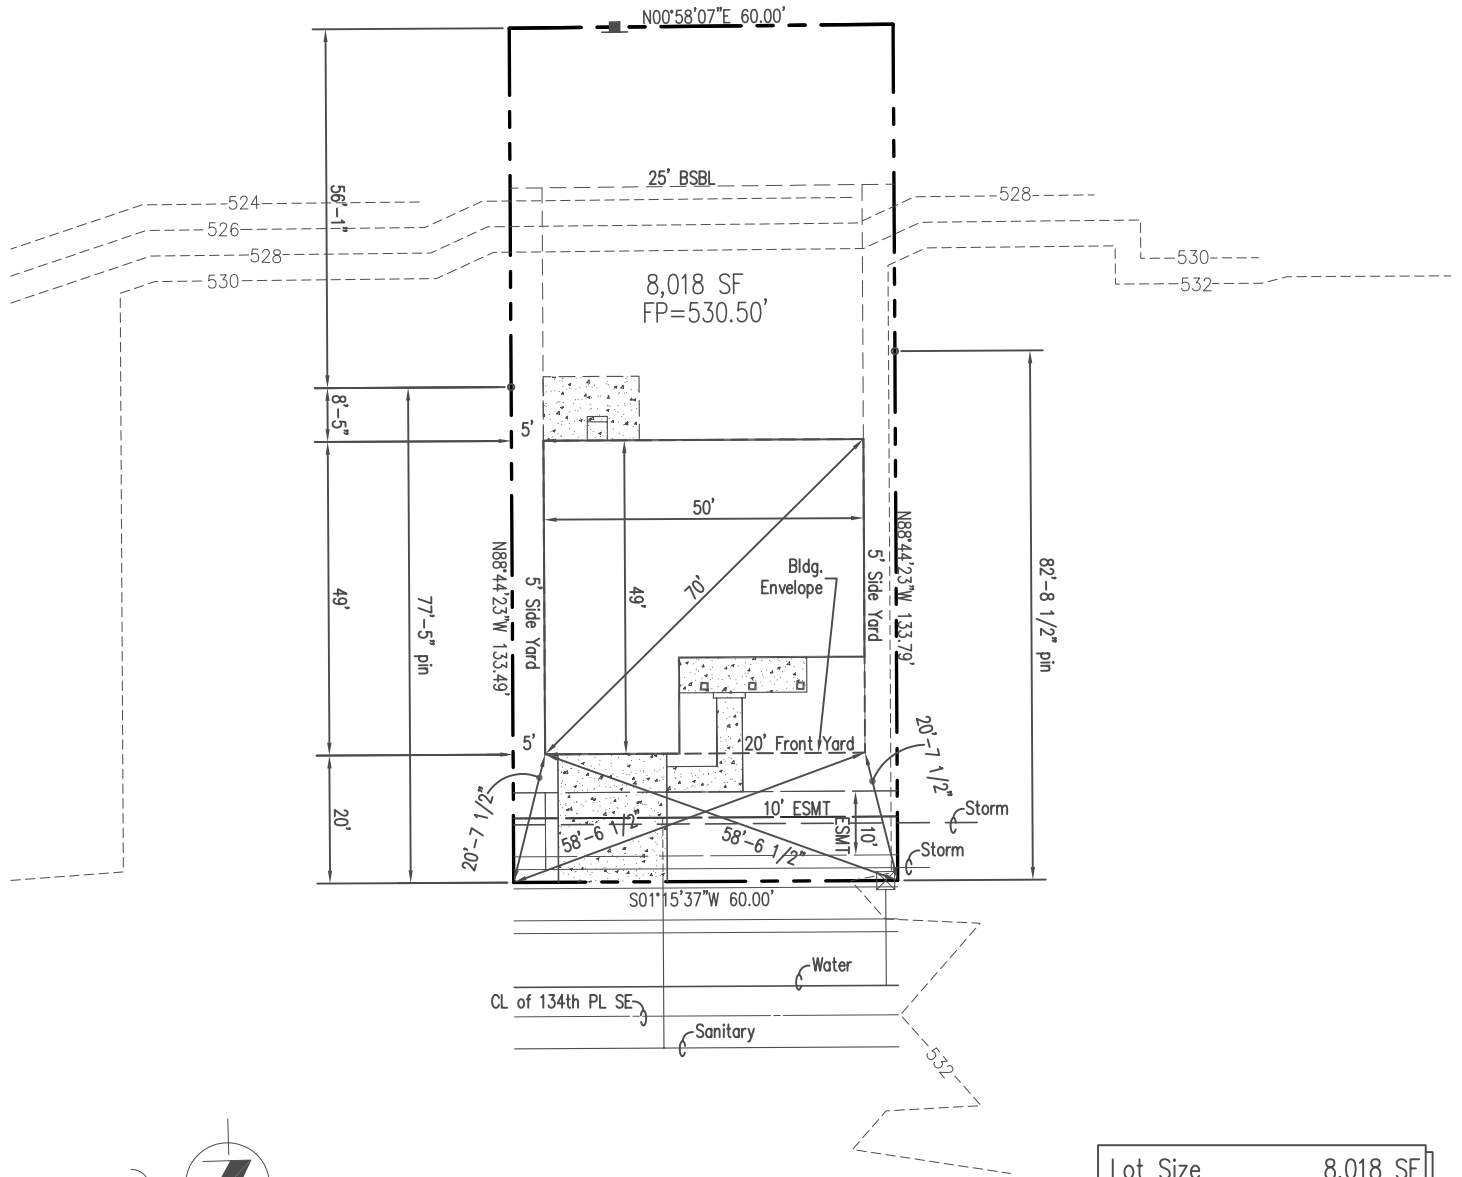 N00°58'07"E 60.00'
56'-1"
25' BSBL
524
526
528
530
528
530
532
8,018 SF
FP=530.50'
8'-5"
5'
50'
49'
70'
49'
77'-5" pin
N88°44'23"W 133.49'
5' Side Yard
Bldg.
Envelope
5' Side Yard
N88°44'23"W 133.79'
82'-8 1/2" pin
5'
20' Front Yard
20'
20'-7 1/2"
20'-7 1/2"
58'-6 1/2"
58'-6 1/2"
10' ESMT
10'
ESMT
Storm
Storm
S01°15'37"W 60.00'
Water
CL of 134th PL SE
Sanitary
532
Lot Size 8,018 SF